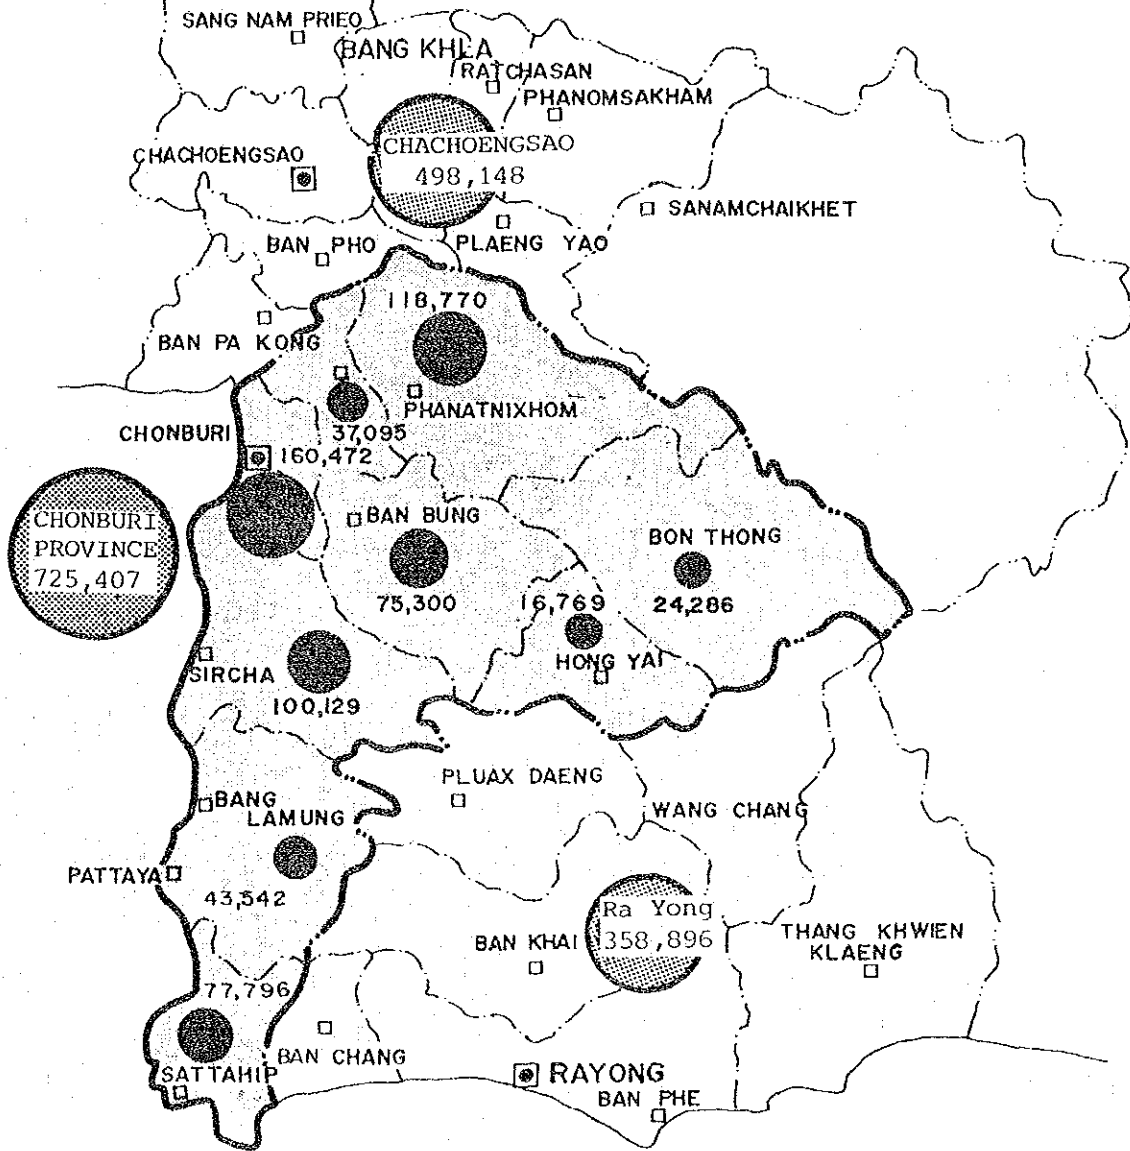 SANG NAM PRIEO
BANG KHLA
RATCHASAN
PHANOMSAKHAM
CHACHOENGSAO
498,148
CHACHOENGSAO
SANAMCHAIKHET
BAN PHO
PLAENG YAO
118,770
BAN PA KONG
PHANATNIXHOM
37,095
CHONBURI
160,472
CHONBURI
PROVINCE
725,407
BAN BUNG
BON THONG
75,300
16,769
24,286
HONG YAI
SIRCHA
100,129
PLUAX DAENG
BANG
LAMUNG
WANG CHANG
PATTAYA
43,542
Ra Yong
358,896
BAN KHAI
THANG KHWIEN
KLAENG
77,796
BAN CHANG
SATTAHIP
RAYONG
BAN PHE